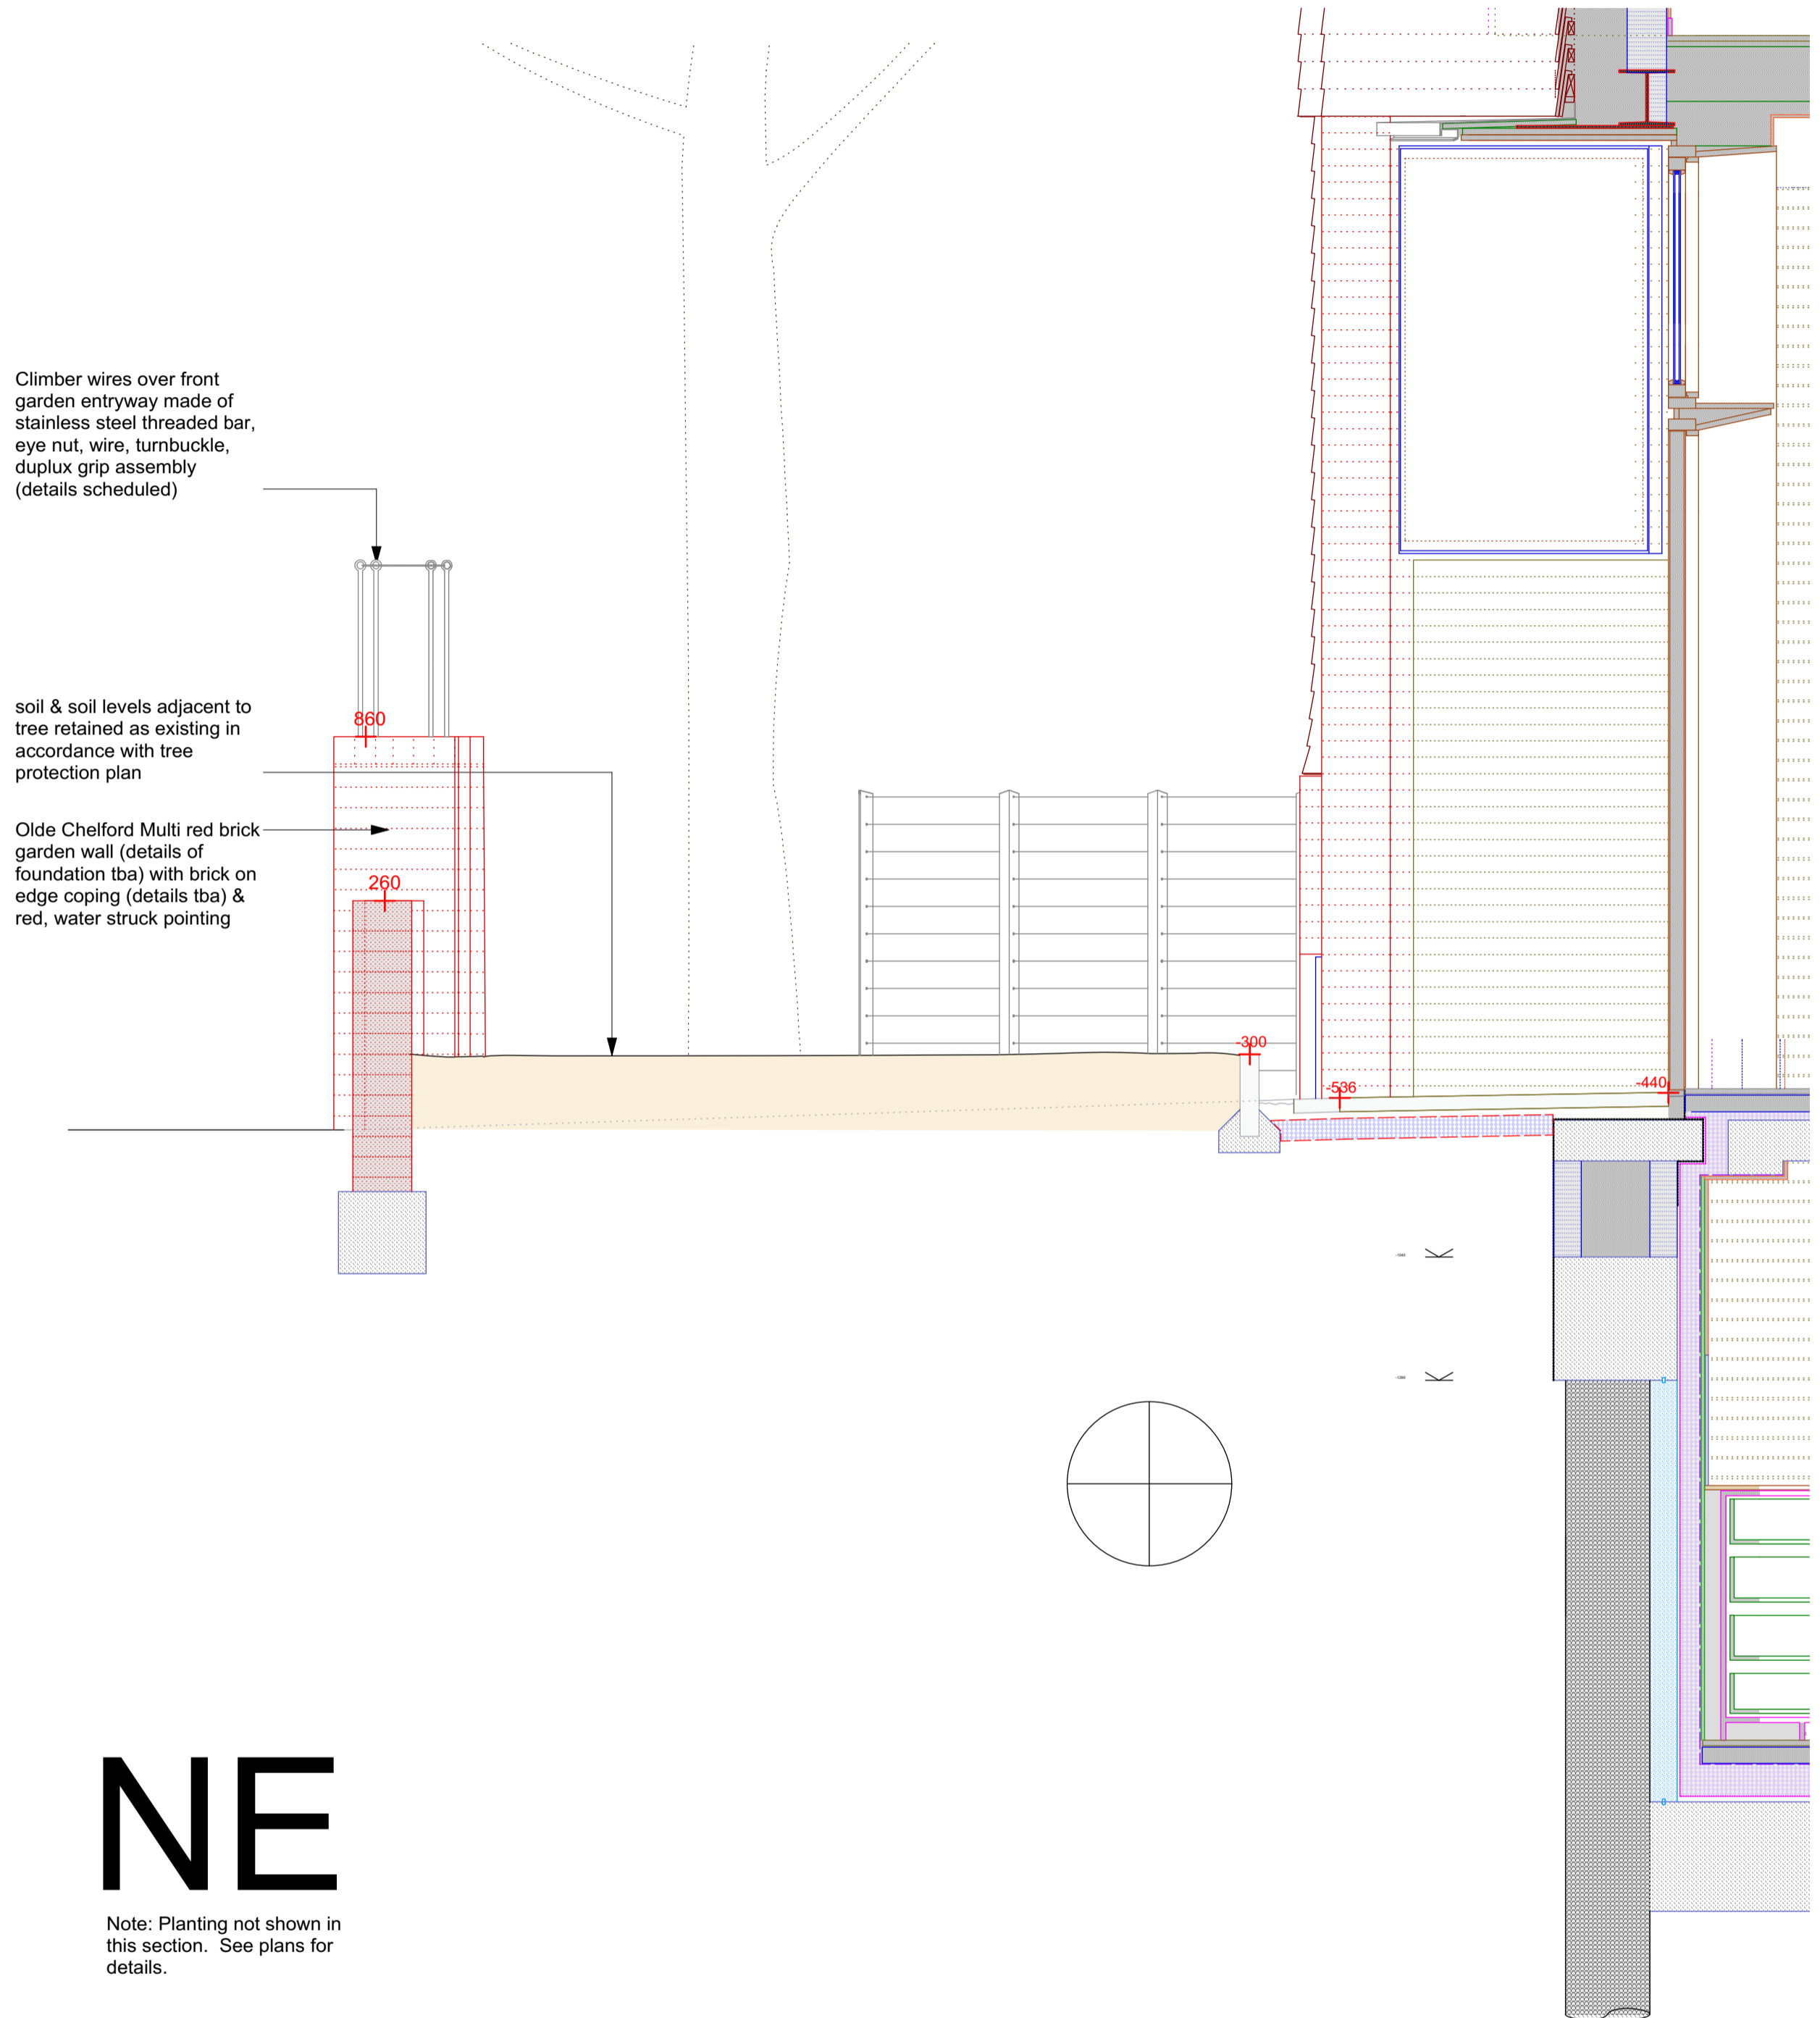 Climber wires over front
garden entryway made of
stainless steel threaded bar,
eye nut, wire, turnbuckle,
duplux grip assembly
(details scheduled)
soil & soil levels adjacent to
tree retained as existing in
accordance with tree
protection plan
860
Olde Chelford Multi red brick
garden wall (details of
foundation tba) with brick on
edge coping (details tba) &
red, water struck pointing
260
-300
-536
-440
NE
Note: Planting not shown in
this section. See plans for
details.